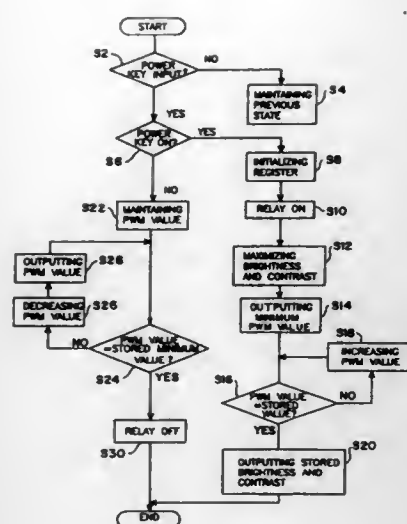 START
S2
POWER
KEY INPUT?
NO
S4
MAINTAINING
PREVIOUS
STATE
YES
POWER
KEY ON?
YES
S6
S8
INITIALIZING
REGISTER
NO
S22
MAINTAINING
PWM VALUE
RELAY ON
S10
S12
MAXIMIZING
BRIGHTNESS
AND CONTRAST
OUTPUTTING
PWM VALUE
S26
S14
OUTPUTTING
MINIMUM
PWM VALUE
DECREASING
PWM VALUE
S26
INCREASING
PWM VALUE
NO
PWM VALUE
=STORED MINIMUM
VALUE?
S24
YES
PWM VALUE
=STORED
VALUE?
NO
YES
RELAY OFF
S30
S20
OUTPUTTING STORED
BRIGHTNESS AND
CONTRAST
END